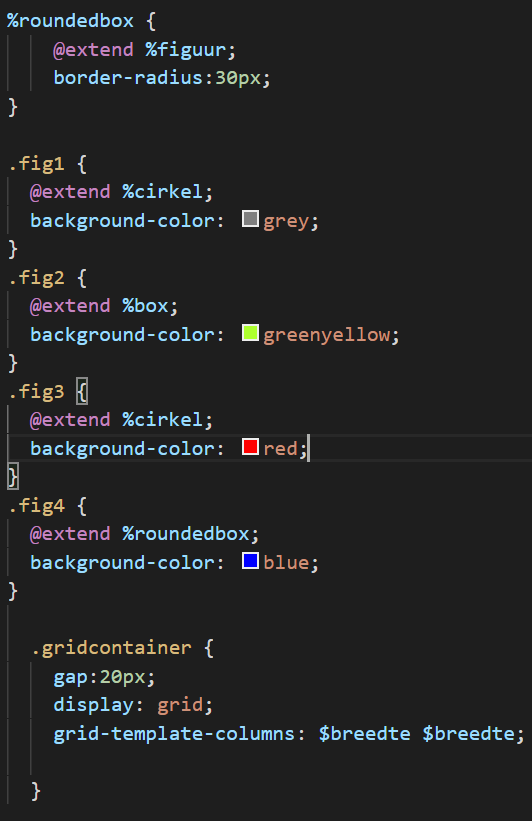 %roundedbox {
    @extend %figuur;
    border-radius:30px;
}

.fig1 {
  @extend %cirkel;
  background-color: grey;
}
.fig2 {
  @extend %box;
  background-color: greenyellow;
}
.fig3 {
  @extend %cirkel;
  background-color: red;
}
.fig4 {
  @extend %roundedbox;
  background-color: blue;
}

  .gridcontainer {
    gap:20px;
    display: grid;
    grid-template-columns: $breedte $breedte;

  }